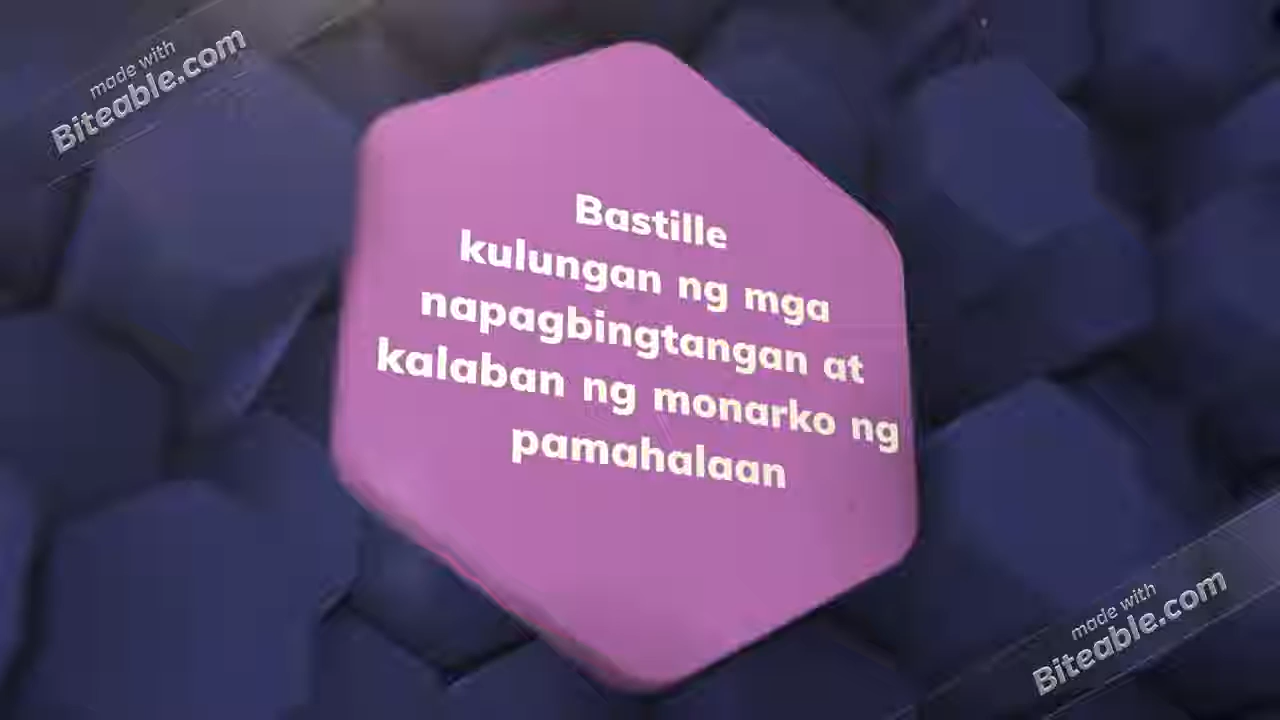 made with
Biteable.com
Bastille
kulungan ng mga
napagbingtangan at
kalaban ng monarko ng
pamahalaan
made with
Biteable.com